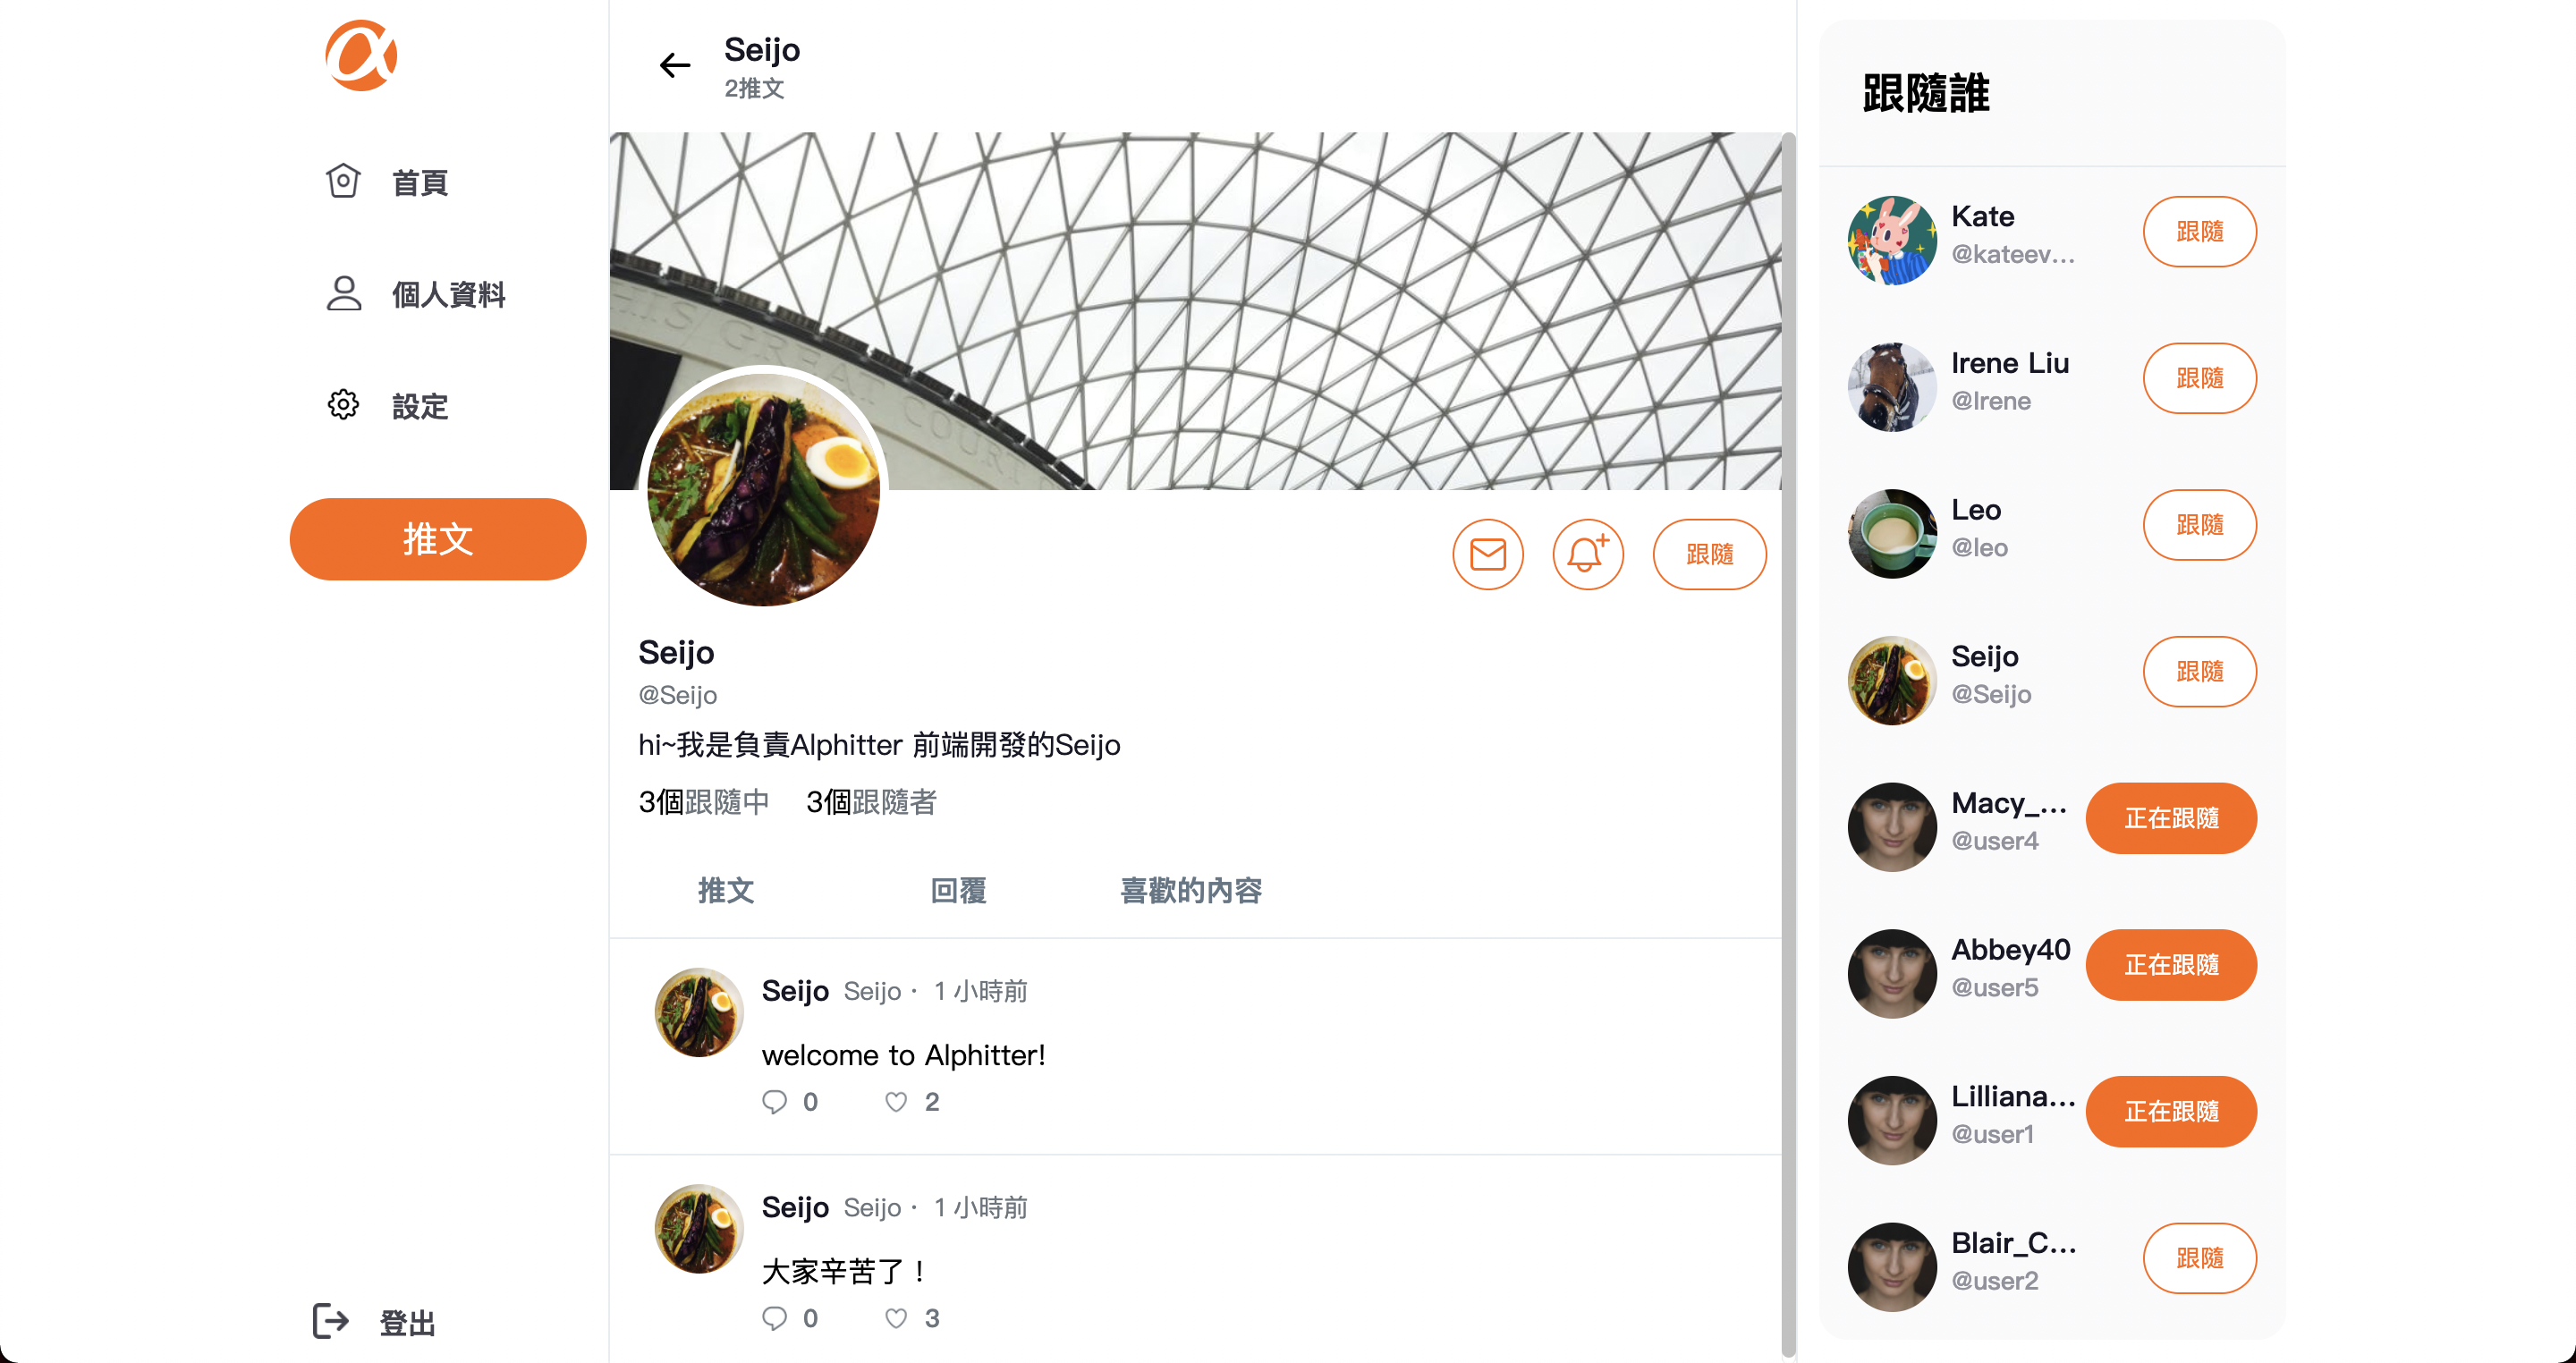 首頁
個人資料
設定
推文
登出
Seijo
2推文
HIS GREAT COURT
跟隨
Seijo
@Seijo
hi~我是負責Alphitter 前端開發的Seijo
3個跟隨中 3個跟隨者
推文 回覆 喜歡的內容
Seijo Seijo · 1 小時前
welcome to Alphitter!
0 2
Seijo Seijo · 1 小時前
大家辛苦了！
0 3
跟隨誰
Kate
@kateev...
跟隨
Irene Liu
@Irene
跟隨
Leo
@leo
跟隨
Seijo
@Seijo
跟隨
Macy_...
@user4
正在跟隨
Abbey40
@user5
正在跟隨
Lilliana...
@user1
正在跟隨
Blair_C...
@user2
跟隨